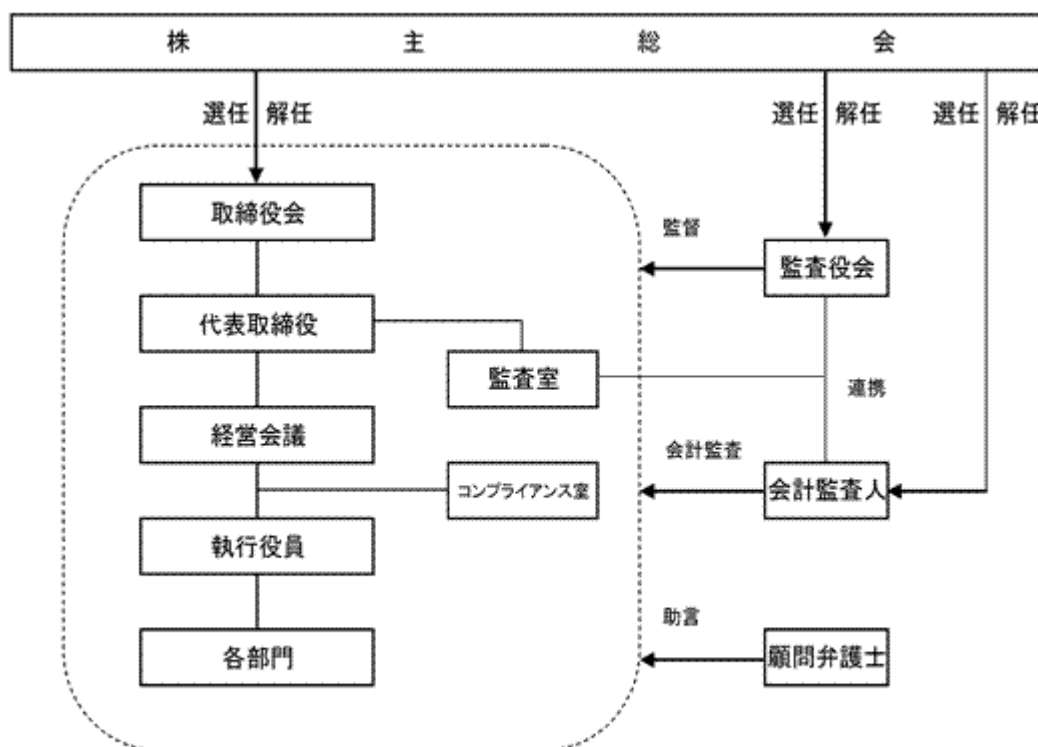 株主総会
選任 解任
選任 解任
選任 解任
取締役会
監督
監査役会
代表取締役
監査室
連携
経営会議
会計監査
コンプライアンス室
会計監査人
執行役員
助言
各部門
顧問弁護士